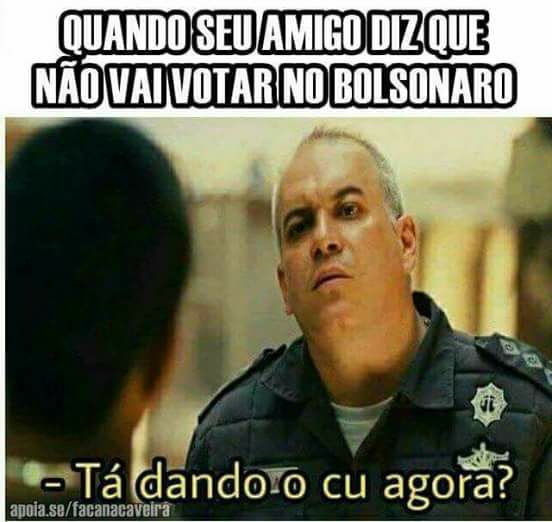 QUANDO SEU AMIGO DIZ QUE
NÃO VAI VOTAR NO BOLSONARO
- Tá dando o cu agora?
apoia.se/facanacaveira